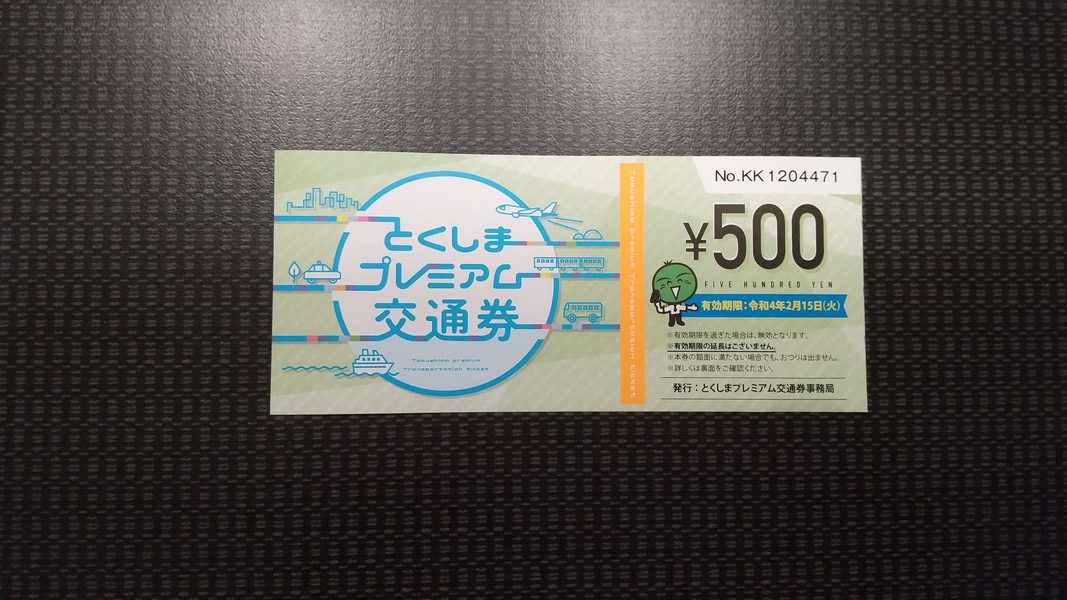 とくしま
プレミアム
交通券
Tokushima premium
Transportation ticket
Tokushima premium Transportation ticket
No.KK 1204471
¥500
FIVE HUNDRED YEN
有効期限：令和4年2月15日(火)
※有効期限を過ぎた場合は、無効となります。
※有効期限の延長はございません。
※本券の額面に満たない場合でも、おつりは出ません。
※詳しくは裏面をご確認ください。
発行：とくしまプレミアム交通券事務局